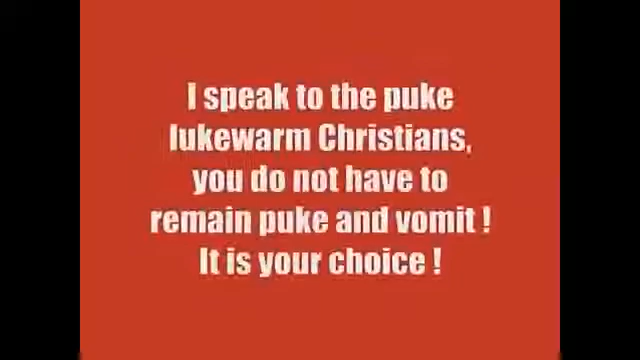 I speak to the puke
lukewarm Christians,
you do not have to
remain puke and vomit !
It is your choice !